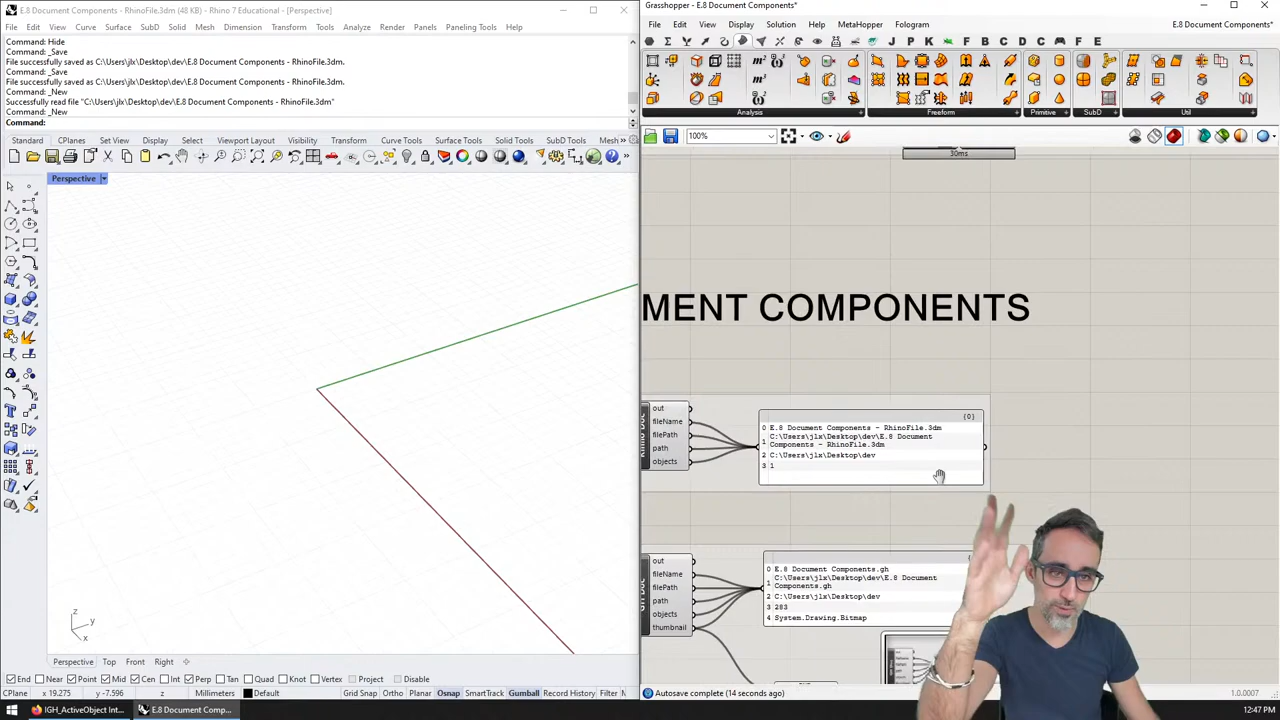 E.8 Document Components - RhinoFile.3dm (48 KB) - Rhino 7 Educational - [Perspective]
File Edit View Curve Surface SubD Solid Mesh Dimension Transform Tools Analyze Render Panels Paneling Tools Help
Command: Hide
Command: _Save
File successfully saved as C:\Users\jlx\Desktop\dev\E.8 Document Components - RhinoFile.3dm.
Command: _Save
File successfully saved as C:\Users\jlx\Desktop\dev\E.8 Document Components - RhinoFile.3dm.
Command: _New
Successfully read file "C:\Users\jlx\Desktop\dev\E.8 Document Components - RhinoFile.3dm"
Command: _New
Command:
Standard CPlanes Set View Display Select Viewport Layout Visibility Transform Curve Tools Surface Tools Solid Tools SubD Tools Mesh
Perspective
z
y
x
Perspective Top Front Right
End Near Point Mid Cen Int Perp Tan Quad Knot Vertex Project Disable
CPlane x 19.275 y -7.596 z Millimeters Default Grid Snap Ortho Planar Osnap SmartTrack Gumball Record History Filter
IGH_ActiveObject Int... E.8 Document Comp...
Grasshopper - E.8 Document Components*
File Edit View Display Solution Help MetaHopper Fologram E.8 Document Components*
J P K F B C D C F E
Analysis Freeform Primitive SubD Util
100%
30ms
MENT COMPONENTS
out
fileName
filePath
path
objects
{0}
0 E.8 Document Components - RhinoFile.3dm
1 C:\Users\jlx\Desktop\dev\E.8 Document
Components - RhinoFile.3dm
2 C:\Users\jlx\Desktop\dev
3 1
out
fileName
filePath
path
objects
thumbnail
0 E.8 Document Components.gh
1 C:\Users\jlx\Desktop\dev\E.8 Document
Components.gh
2 C:\Users\jlx\Desktop\dev
3 283
4 System.Drawing.Bitmap
Autosave complete (14 seconds ago)
1.0.0007
12:47 PM